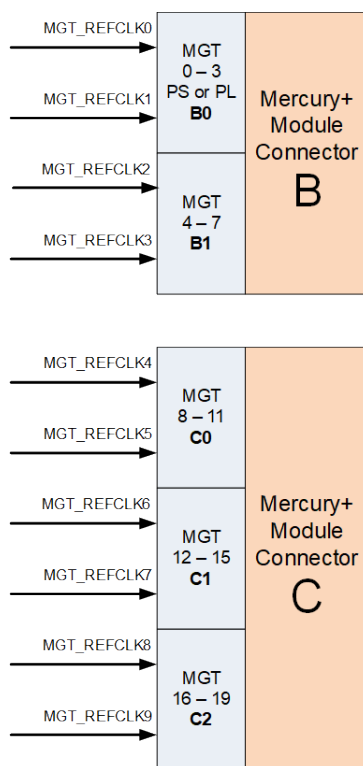 MGT_REFCLK0
MGT_REFCLK1
MGT
0 – 3
PS or PL
B0
MGT_REFCLK2
MGT_REFCLK3
MGT
4 – 7
B1
Mercury+
Module
Connector
B
MGT_REFCLK4
MGT_REFCLK5
MGT
8 – 11
C0
MGT_REFCLK6
MGT_REFCLK7
MGT
12 – 15
C1
MGT_REFCLK8
MGT_REFCLK9
MGT
16 – 19
C2
Mercury+
Module
Connector
C